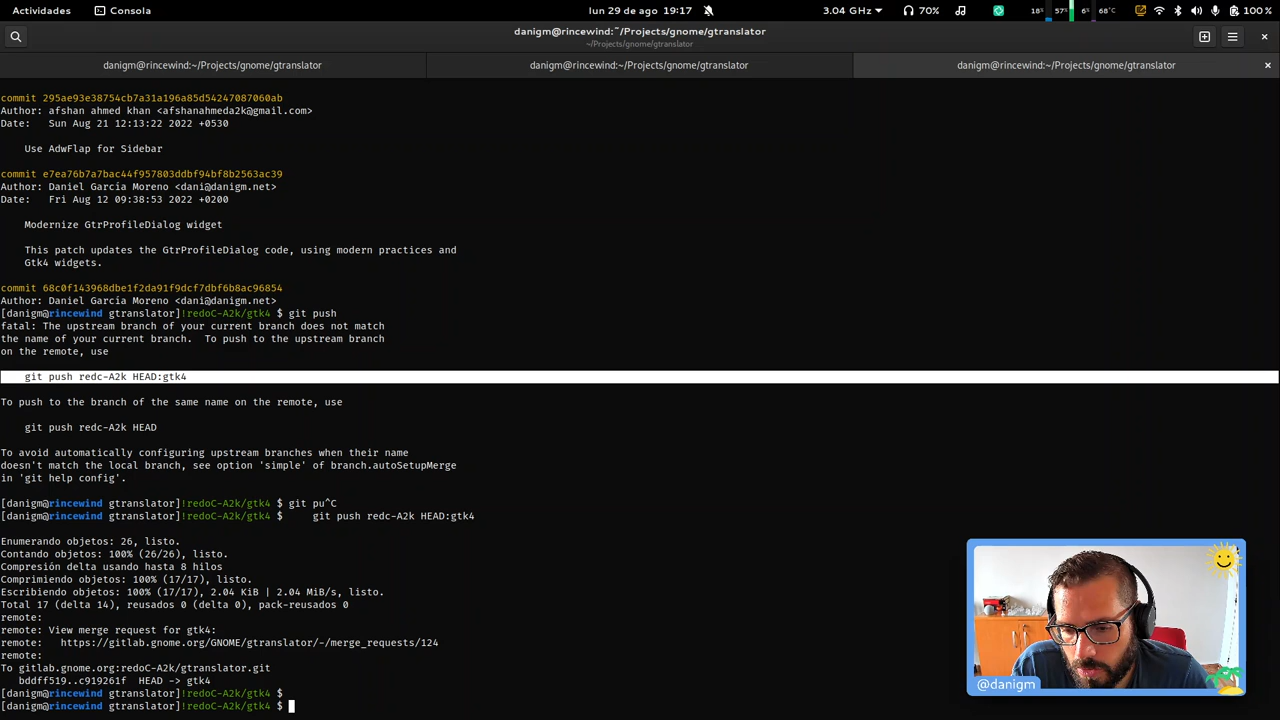 Actividades Consola lun 29 de ago 19:17 3.04 GHz 70% 18% 57% 6% 68°C 100 %
danigm@rincewind:~/Projects/gnome/gtranslator
~/Projects/gnome/gtranslator
danigm@rincewind:~/Projects/gnome/gtranslator danigm@rincewind:~/Projects/gnome/gtranslator danigm@rincewind:~/Projects/gnome/gtranslator
commit 295ae93e38754cb7a31a196a85d54247087060ab
Author: afshan ahmed khan <afshanahmeda2k@gmail.com>
Date: Sun Aug 21 12:13:22 2022 +0530
Use AdwFlap for Sidebar
commit e7ea76b7a7bac44f957803ddbf94bf8b2563ac39
Author: Daniel García Moreno <dani@danigm.net>
Date: Fri Aug 12 09:38:53 2022 +0200
Modernize GtrProfileDialog widget
This patch updates the GtrProfileDialog code, using modern practices and
Gtk4 widgets.
commit 68c0f143968dbe1f2da91f9dcf7dbf6b8ac96854
Author: Daniel García Moreno <dani@danigm.net>
[danigm@rincewind gtranslator]!redoC-A2k/gtk4 $ git push
fatal: The upstream branch of your current branch does not match
the name of your current branch. To push to the upstream branch
on the remote, use
git push redc-A2k HEAD:gtk4
To push to the branch of the same name on the remote, use
git push redc-A2k HEAD
To avoid automatically configuring upstream branches when their name
doesn't match the local branch, see option 'simple' of branch.autoSetupMerge
in 'git help config'.
[danigm@rincewind gtranslator]!redoC-A2k/gtk4 $ git pu^C
[danigm@rincewind gtranslator]!redoC-A2k/gtk4 $ git push redc-A2k HEAD:gtk4
Enumerando objetos: 26, listo.
Contando objetos: 100% (26/26), listo.
Compresión delta usando hasta 8 hilos
Comprimiendo objetos: 100% (17/17), listo.
Escribiendo objetos: 100% (17/17), 2.04 KiB | 2.04 MiB/s, listo.
Total 17 (delta 14), reusados 0 (delta 0), pack-reusados 0
remote:
remote: View merge request for gtk4:
remote: https://gitlab.gnome.org/GNOME/gtranslator/-/merge_requests/124
remote:
To gitlab.gnome.org:redoC-A2k/gtranslator.git
bddff519..c919261f HEAD -> gtk4
[danigm@rincewind gtranslator]!redoC-A2k/gtk4 $
[danigm@rincewind gtranslator]!redoC-A2k/gtk4 $
@danigm